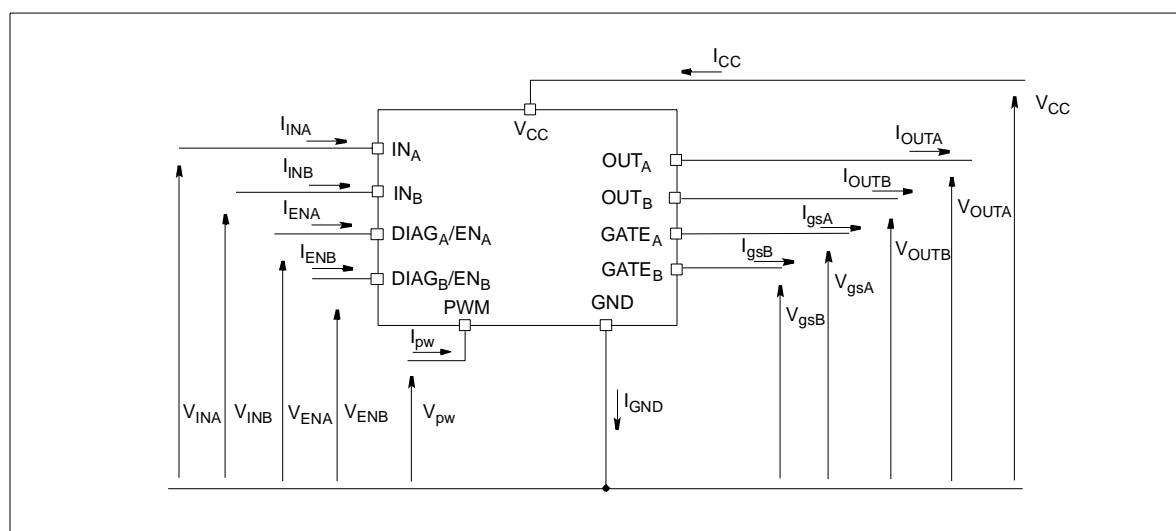 I_CC
V_CC
V_CC
I_INA
IN_A
I_OUTA
OUT_A
I_INB
IN_B
I_OUTB
OUT_B
V_OUTA
I_ENA
DIAG_A/EN_A
I_gsA
GATE_A
V_OUTB
I_ENB
DIAG_B/EN_B
I_gsB
GATE_B
V_gsA
PWM
GND
V_gsB
I_pw
V_INA
V_INB
V_ENA
V_ENB
V_pw
I_GND